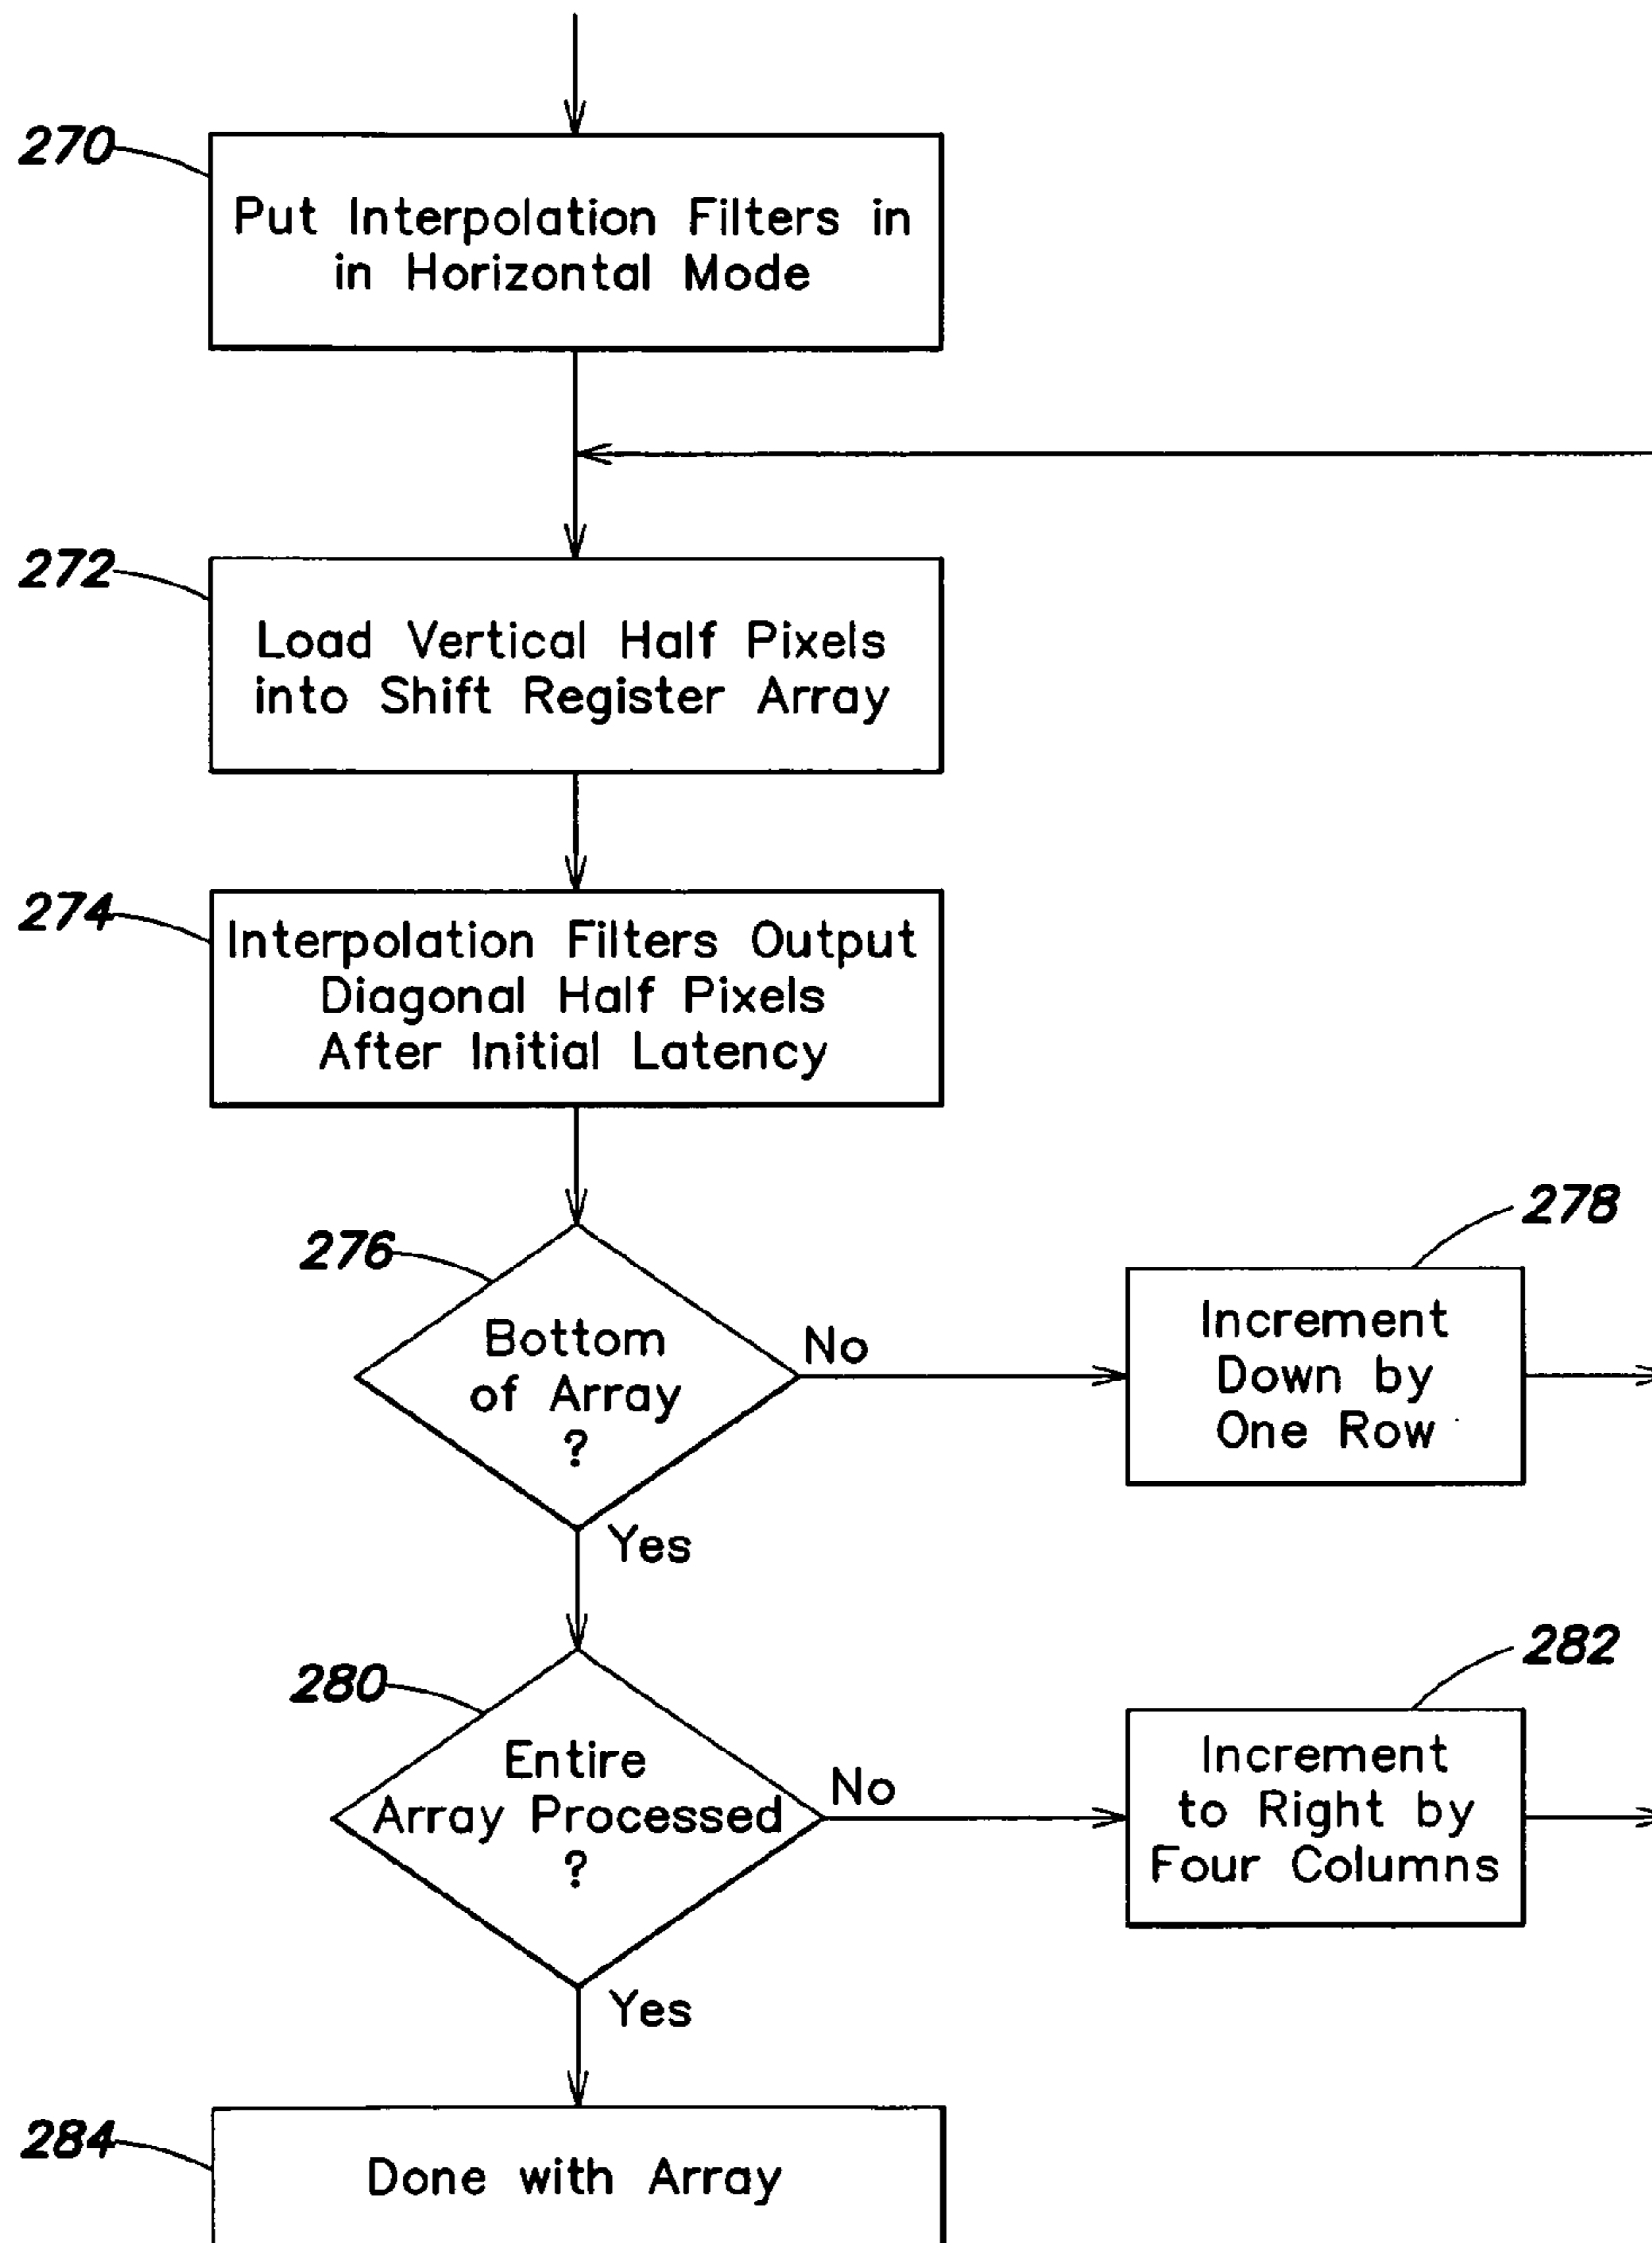 270
Put Interpolation Filters in
in Horizontal Mode
272
Load Vertical Half Pixels
into Shift Register Array
274
Interpolation Filters Output
Diagonal Half Pixels
After Initial Latency
276
Bottom
of Array
?
No
278
Increment
Down by
One Row
Yes
280
Entire
Array Processed
?
No
282
Increment
to Right by
Four Columns
Yes
284
Done with Array